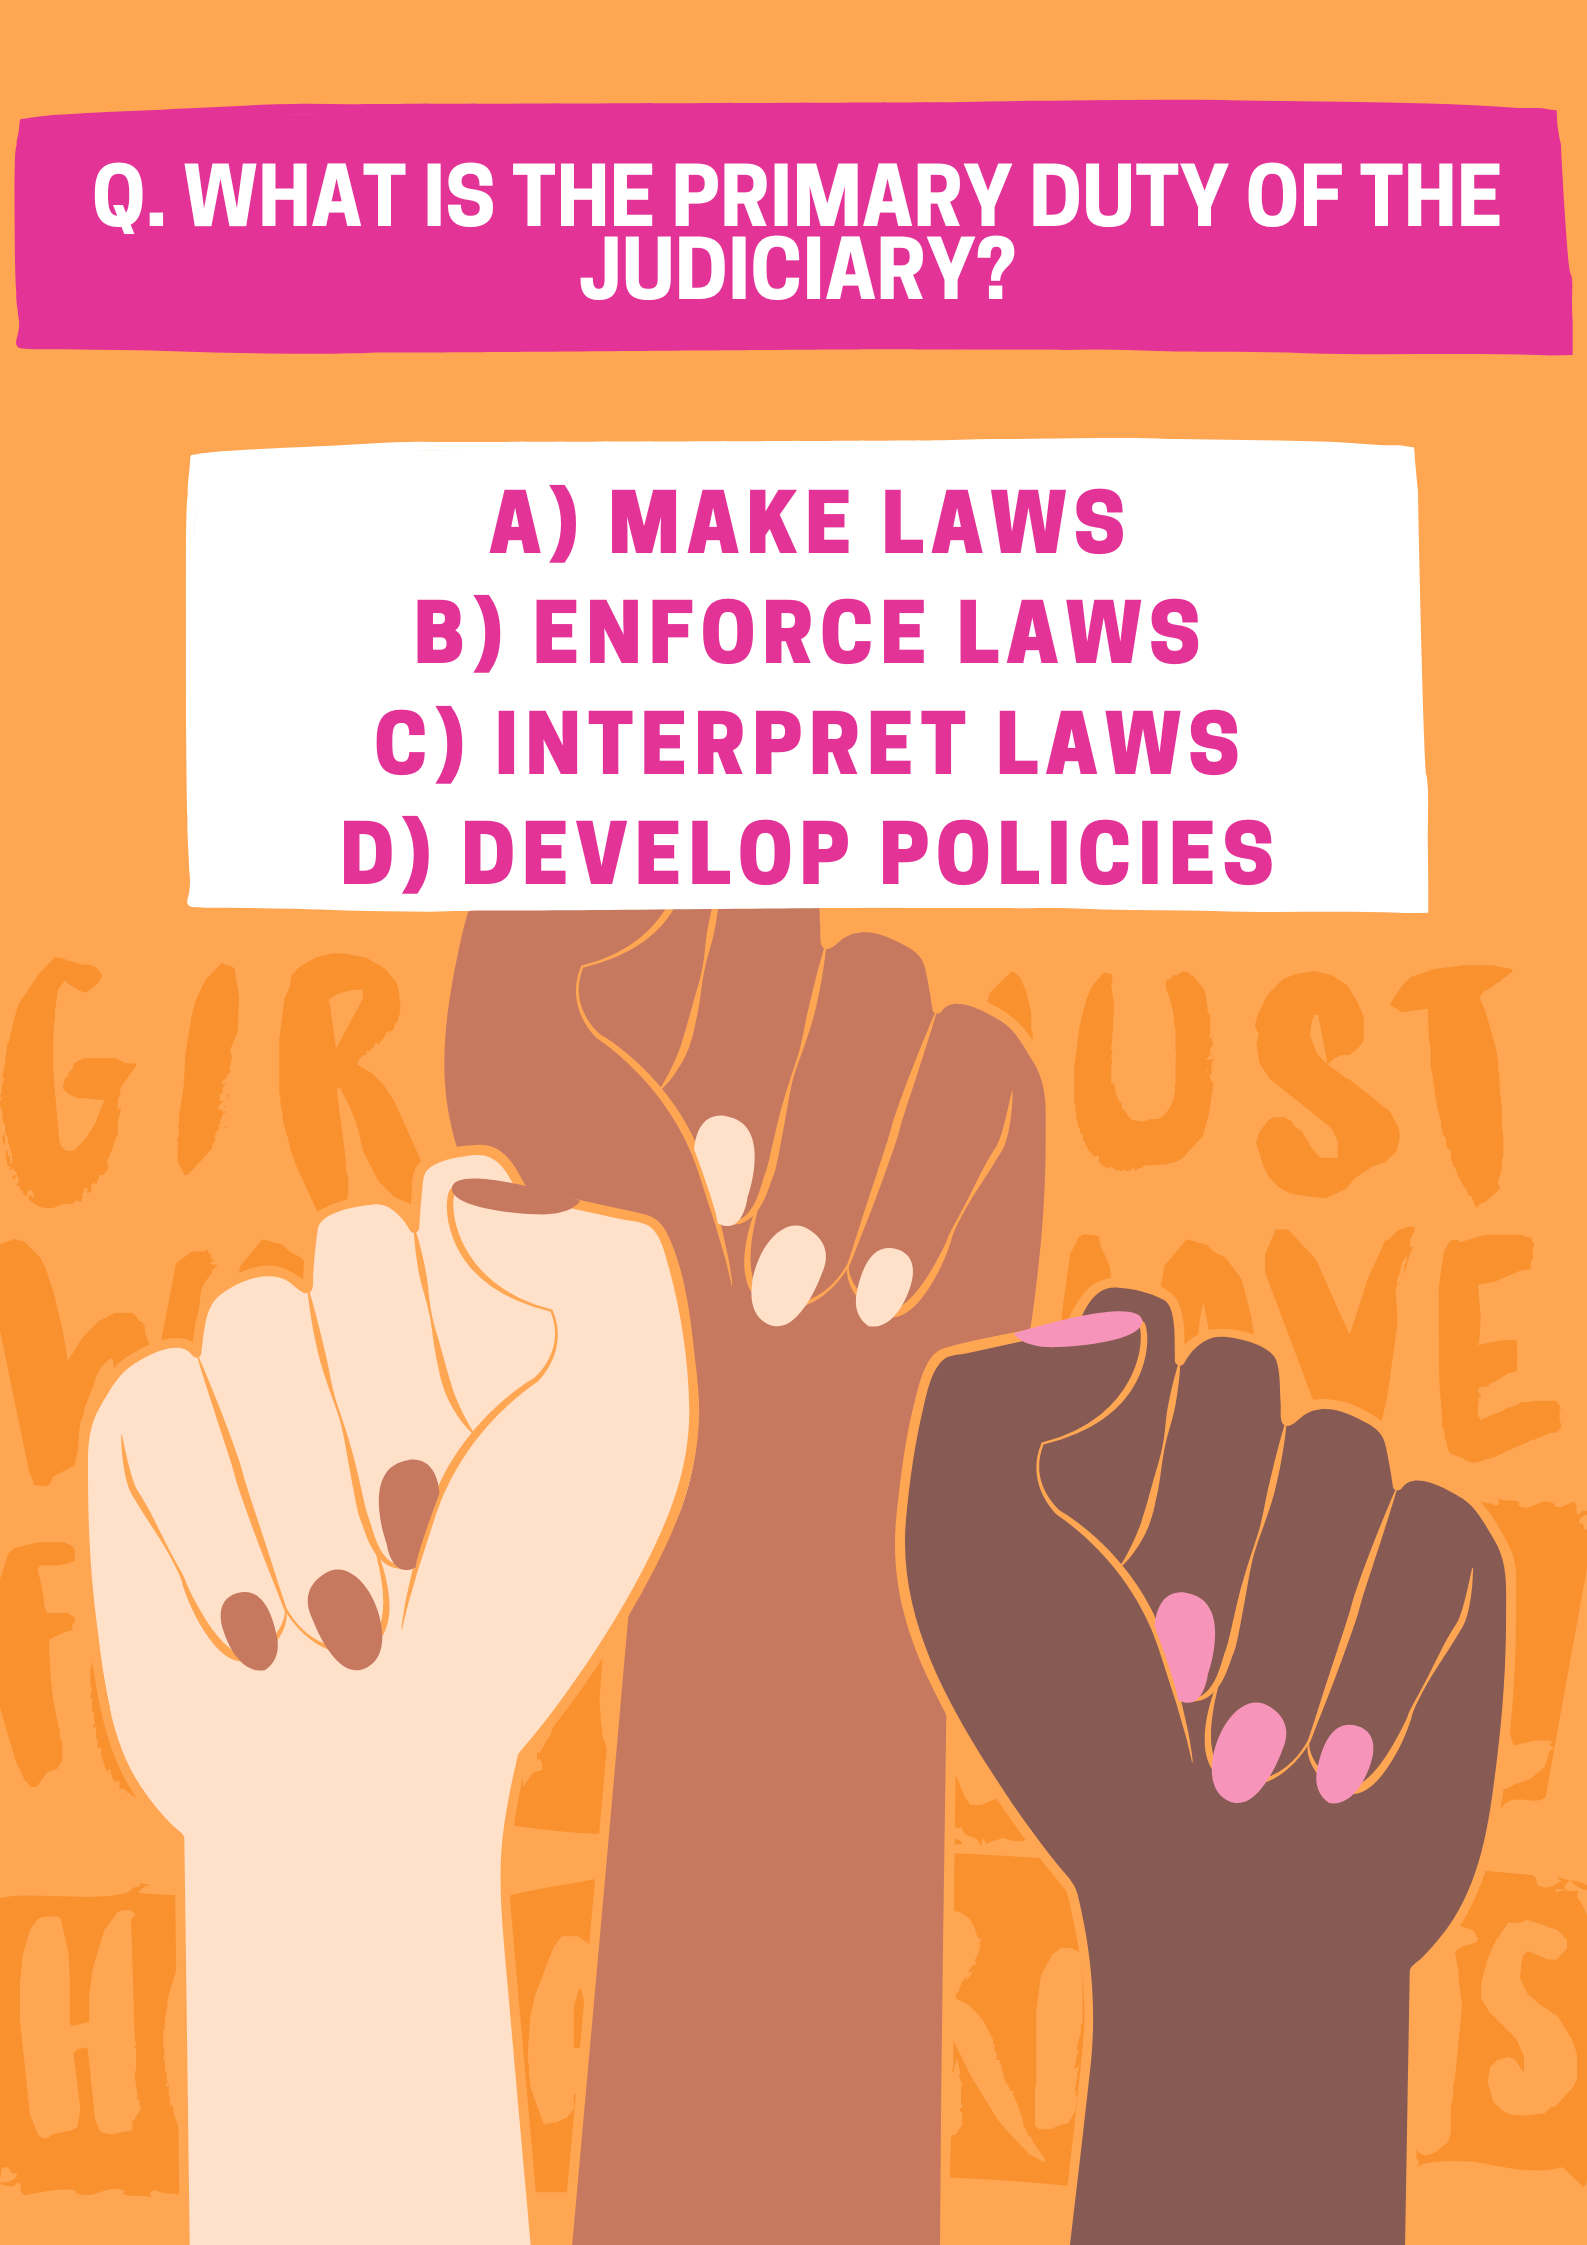 Q. WHAT IS THE PRIMARY DUTY OF THE
JUDICIARY?
A) MAKE LAWS
B) ENFORCE LAWS
C) INTERPRET LAWS
D) DEVELOP POLICIES